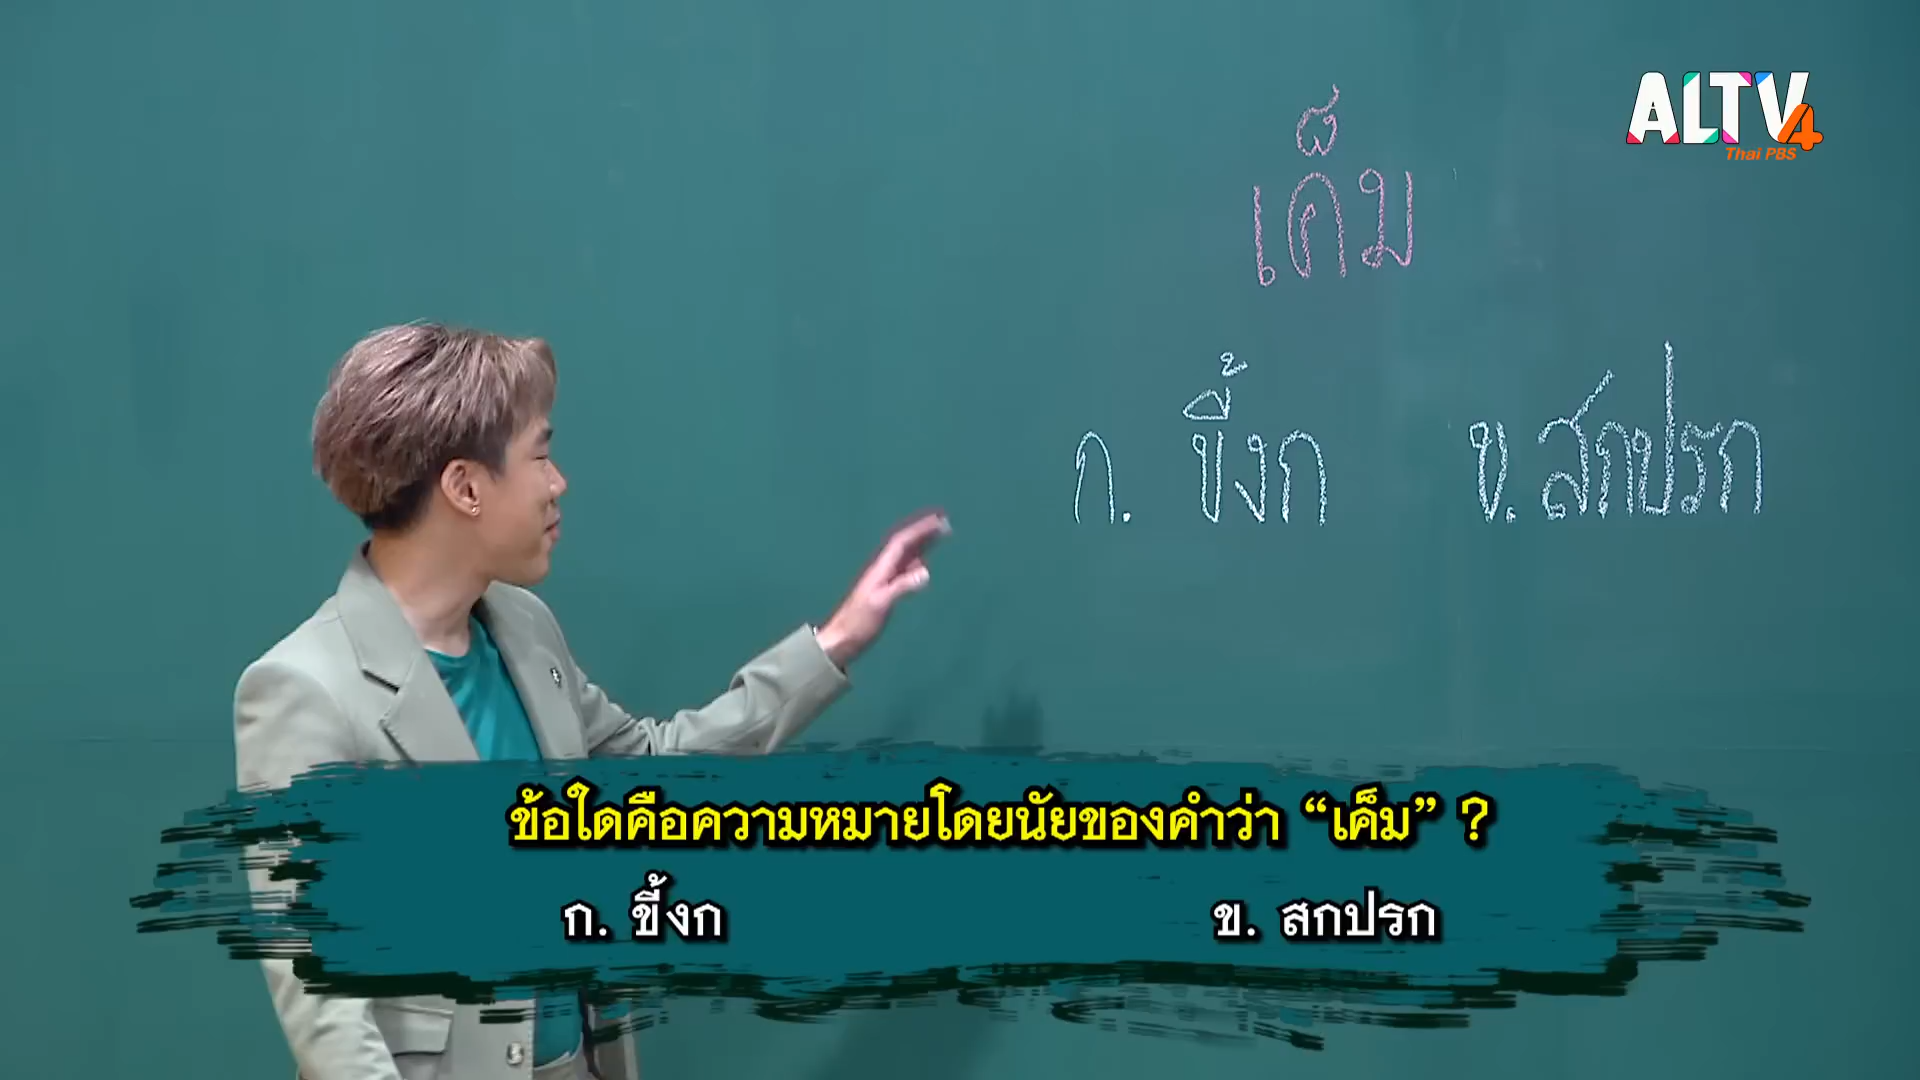 ALTV4
Thai PBS
เค็ม
ก. ขี้งก
ข. สกปรก
ข้อใดคือความหมายโดยนัยของคำว่า “เค็ม” ?
ก. ขี้งก
ข. สกปรก